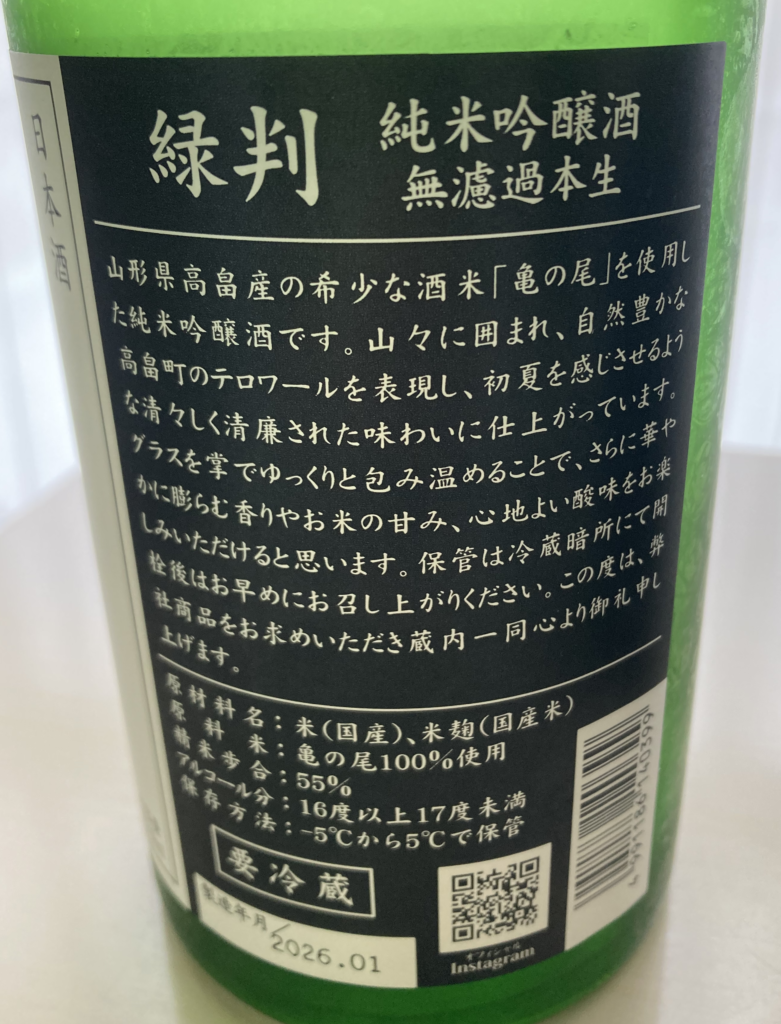 日本酒
緑判
純米吟醸酒
無濾過本生
山形県高畠産の希少な酒米「亀の尾」を使用し
た純米吟醸酒です。山々に囲まれ、自然豊かな
高畠町のテロワールを表現し、初夏を感じさせるよう
な清々しく清廉された味わいに仕上がっています。
グラスを掌でゆっくりと包み温めることで、さらに華や
かに膨らむ香りやお米の甘み、心地よい酸味をお楽
しみいただけると思います。保管は冷蔵暗所にて開
栓後はお早めにお召し上がりください。この度は、弊
社商品をお求めいただき蔵内一同心より御礼申し
上げます。
原材料名:米(国産)、米麹(国産米)
原料米:亀の尾100%使用
精米歩合:55%
アルコール分:16度以上17度未満
保存方法:-5℃から5℃で保管
要冷蔵
製造年月/2026.01
オフィシャル
Instagram